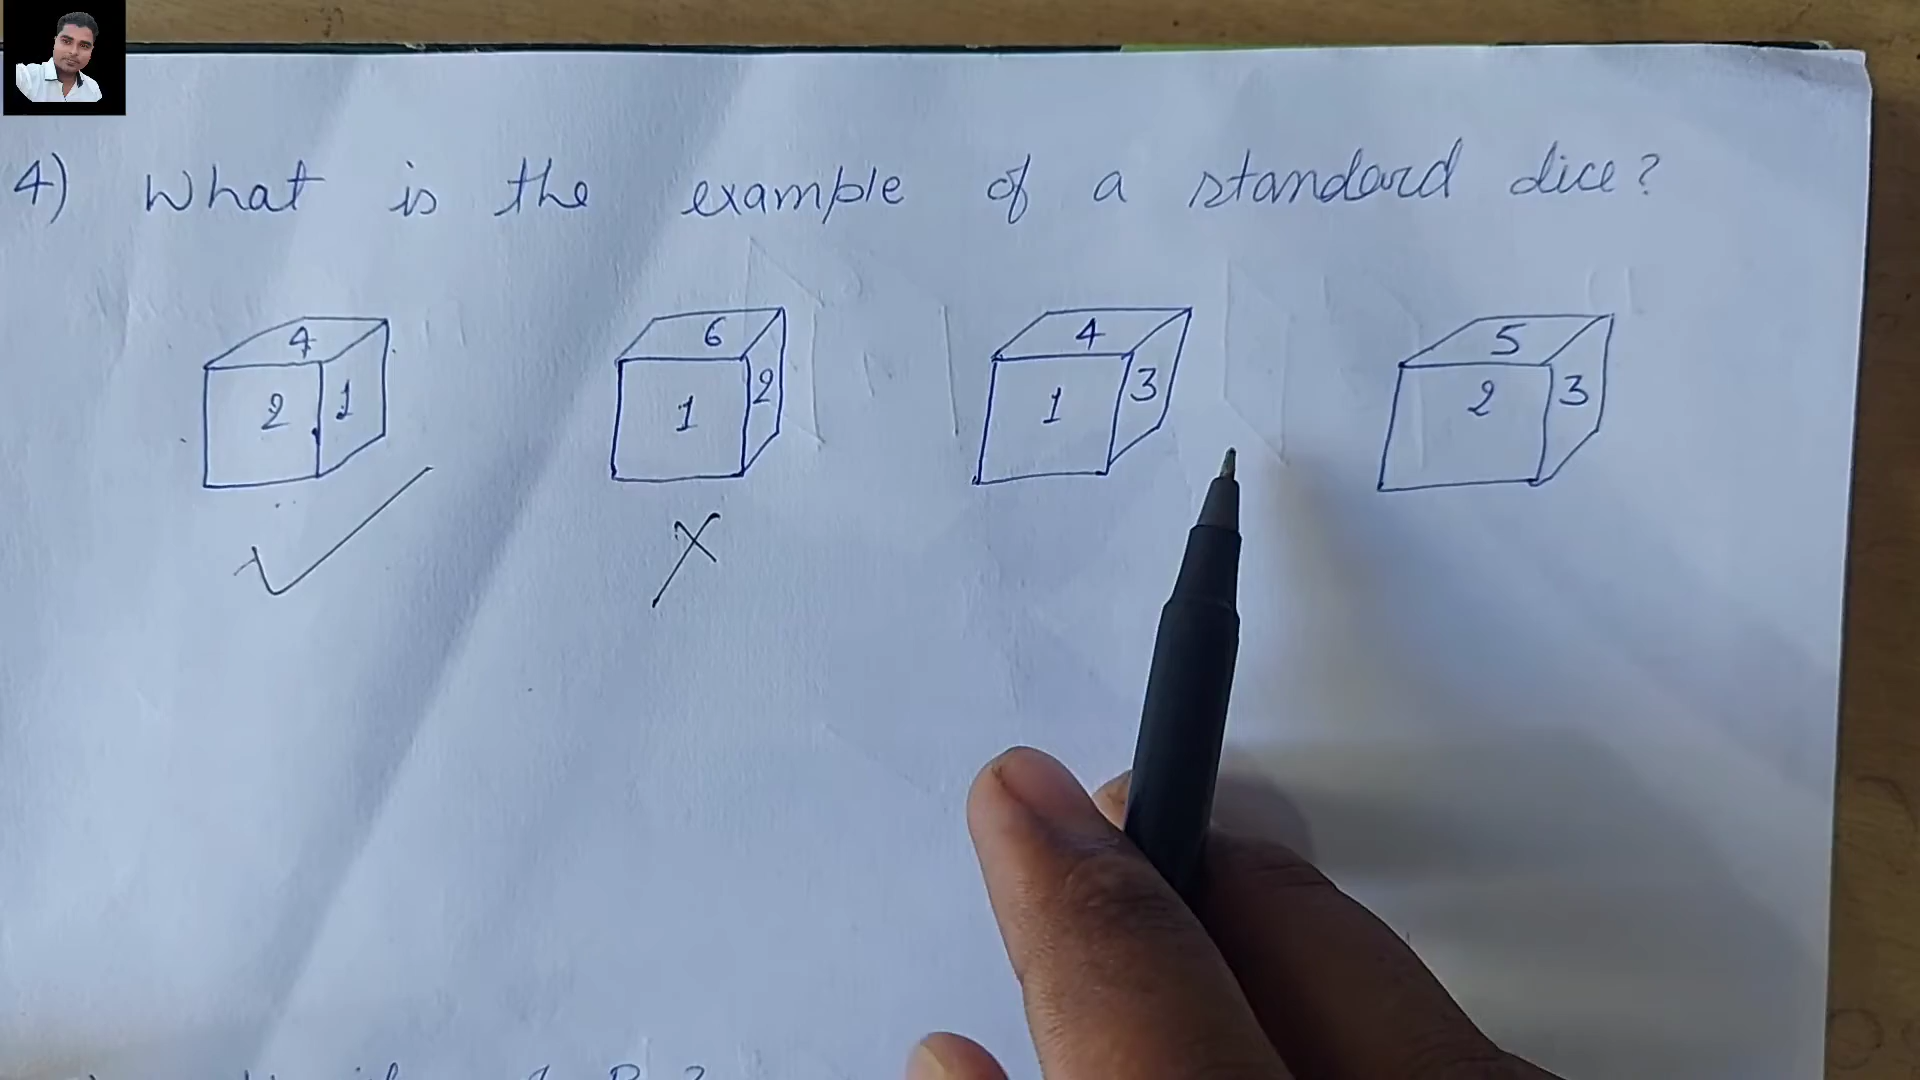 4) What is the example of a standard dice?
4 6 4 5
2 1 1 2 1 3 2 3